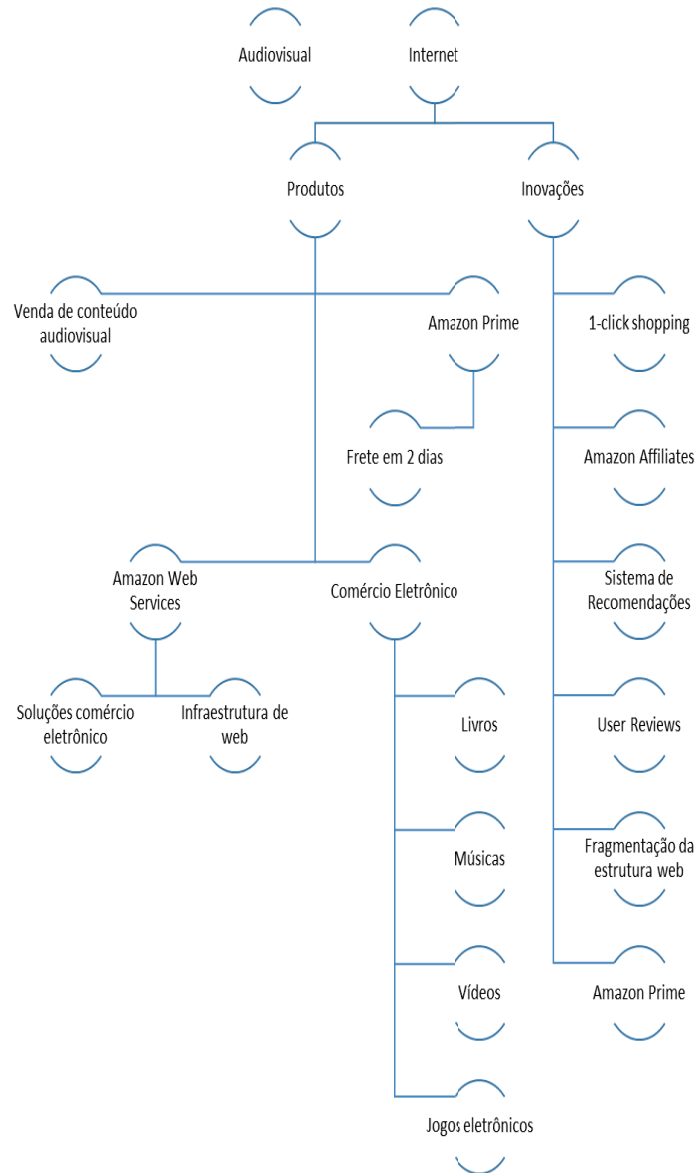 Audiovisual
Internet
Produtos
Inovações
Venda de conteúdo
audiovisual
Amazon Prime
1-click shopping
Frete em 2 dias
Amazon Affiliates
Amazon Web
Services
Comércio Eletrônico
Sistema de
Recomendações
Soluções comércio
eletrônico
Infraestrutura de
web
Livros
User Reviews
Músicas
Fragmentação da
estrutura web
Vídeos
Amazon Prime
Jogos eletrônicos